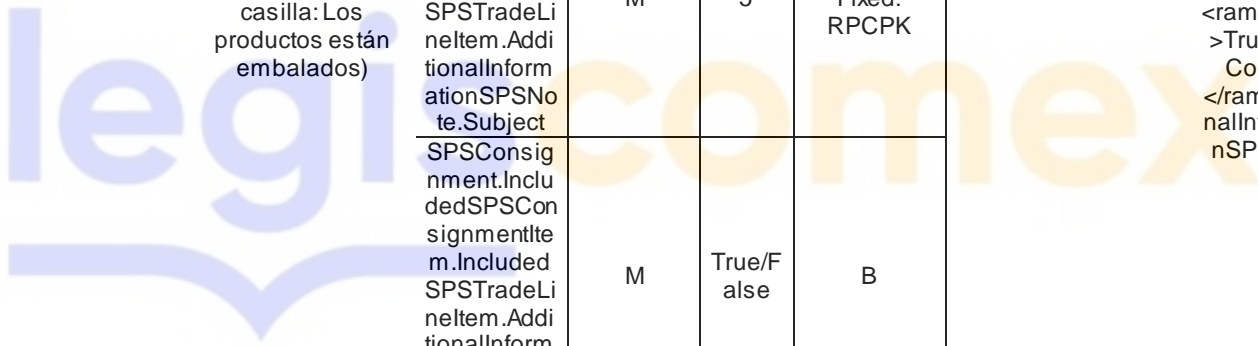 casilla: Los
productos están
embalados)
SPSTradeLi
neItem.Addi
tionalInform
ationSPSNo
te.Subject
M
RPCPK
SPSConsig
nment.Inclu
dedSPSCon
signmentIte
m.Included
SPSTradeLi
neItem.Addi
tionalInform
M
True/F
alse
B
<ram
>Tru
Co
</ram
nalIn
nSP
legiscomex